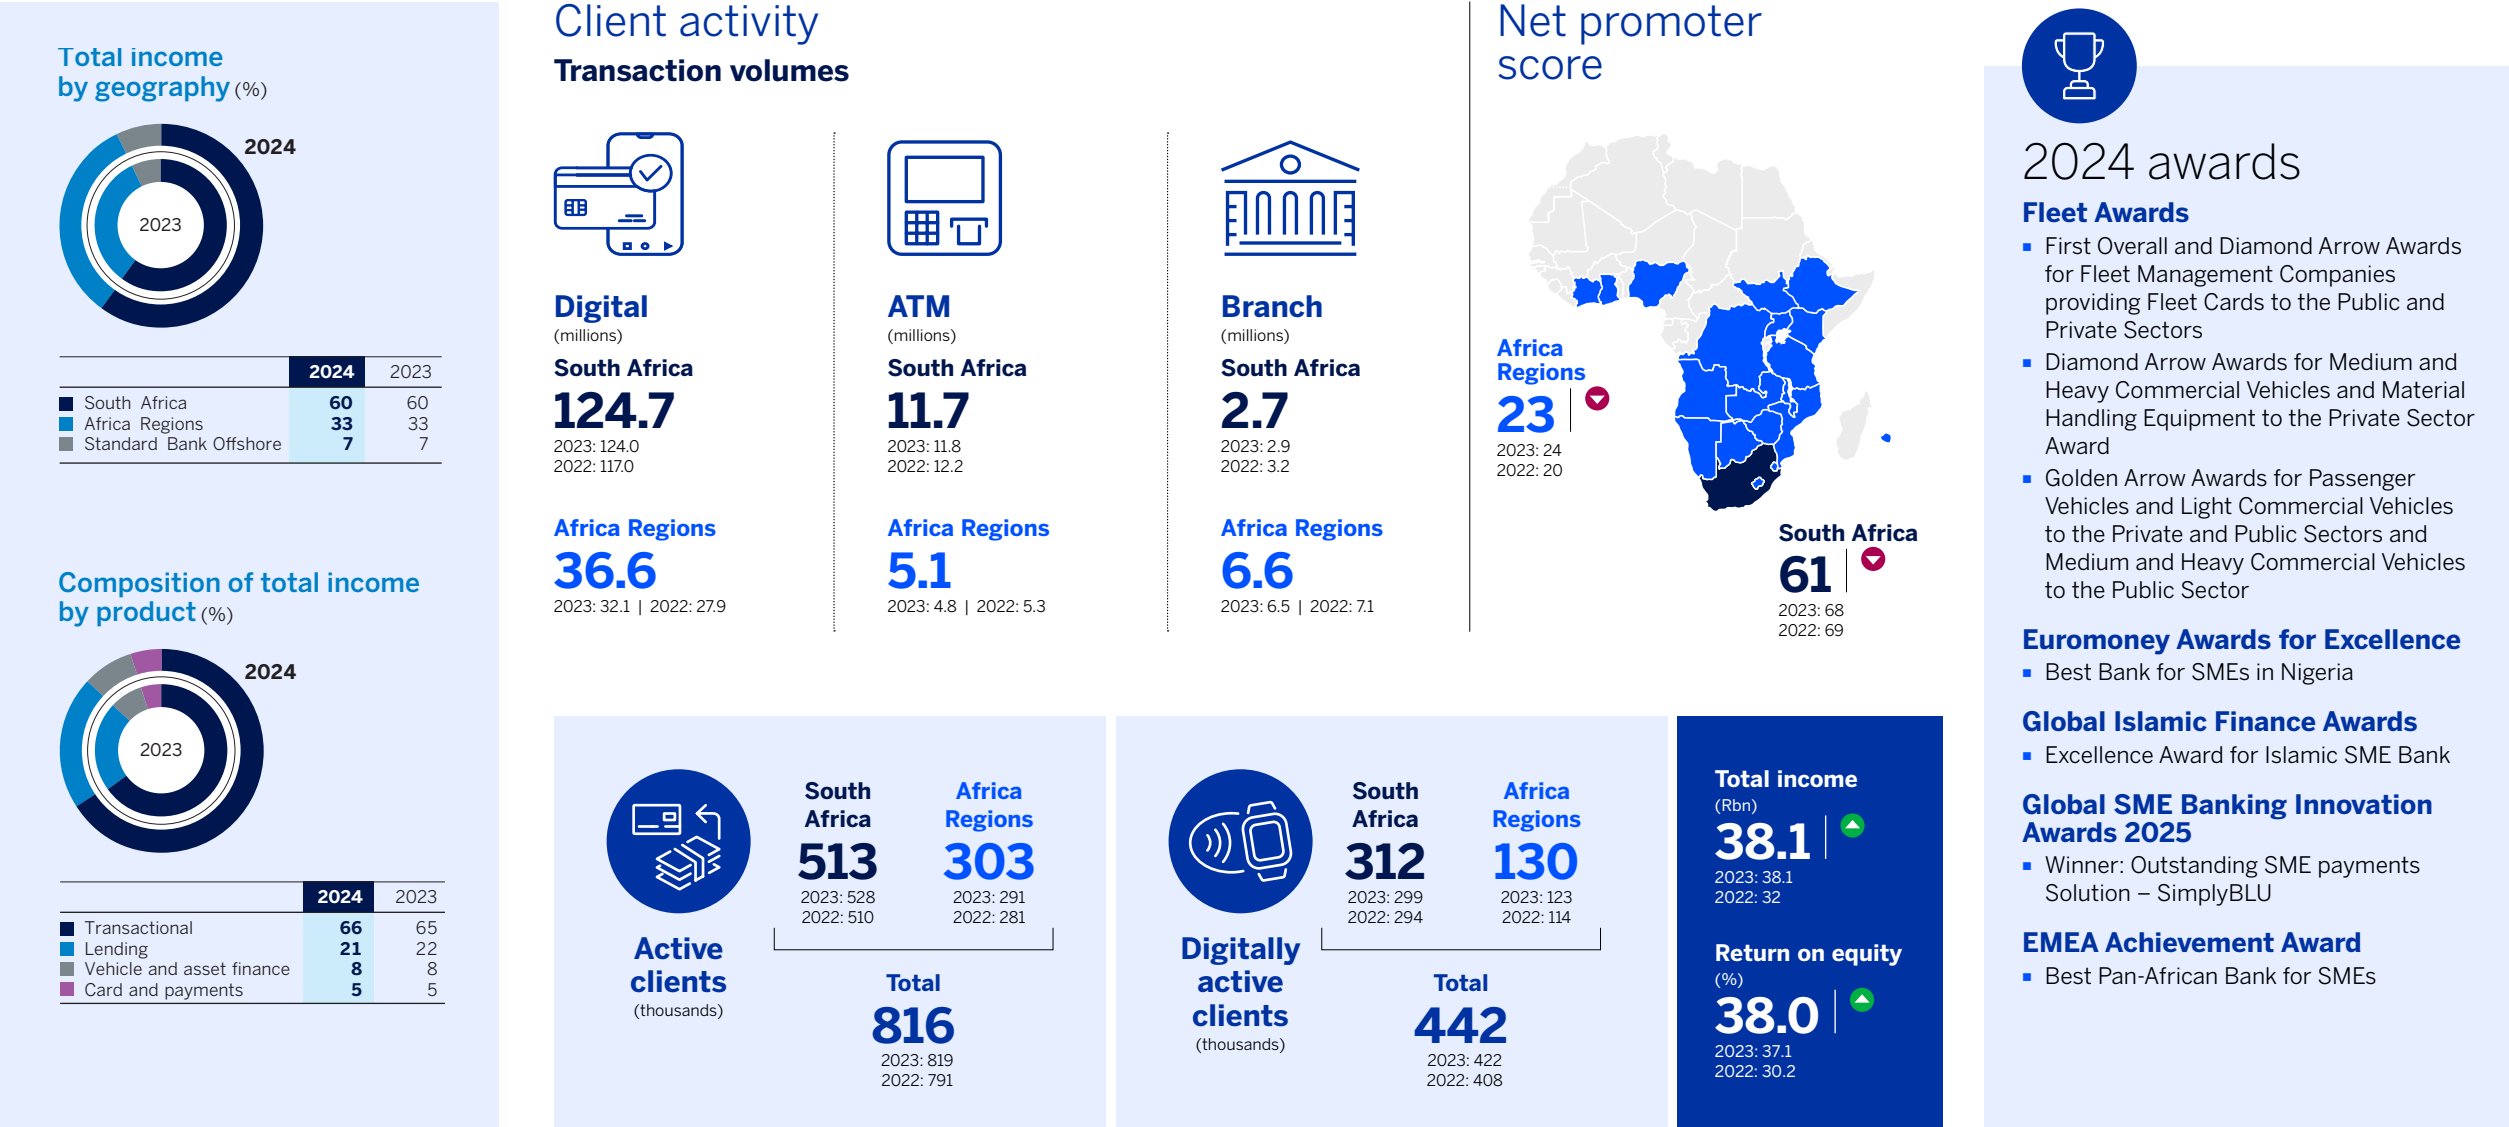 Total income
by geography (%)
2024
2023
2024 2023
South Africa 60 60
Africa Regions 33 33
Standard Bank Offshore 7 7
Composition of total income
by product (%)
2024
2023
2024 2023
Transactional 66 65
Lending 21 22
Vehicle and asset finance 8 8
Card and payments 5 5
Client activity
Transaction volumes
Digital
(millions)
South Africa
124.7
2023: 124.0
2022: 117.0
Africa Regions
36.6
2023: 32.1 | 2022: 27.9
ATM
(millions)
South Africa
11.7
2023: 11.8
2022: 12.2
Africa Regions
5.1
2023: 4.8 | 2022: 5.3
Branch
(millions)
South Africa
2.7
2023: 2.9
2022: 3.2
Africa Regions
6.6
2023: 6.5 | 2022: 7.1
Net promoter
score
Africa
Regions
23
2023: 24
2022: 20
South Africa
61
2023: 68
2022: 69
Active
clients
(thousands)
South
Africa
513
2023: 528
2022: 510
Africa
Regions
303
2023: 291
2022: 281
Total
816
2023: 819
2022: 791
Digitally
active
clients
(thousands)
South
Africa
312
2023: 299
2022: 294
Africa
Regions
130
2023: 123
2022: 114
Total
442
2023: 422
2022: 408
Total income
(Rbn)
38.1
2023: 38.1
2022: 32
Return on equity
(%)
38.0
2023: 37.1
2022: 30.2
2024 awards
Fleet Awards
▪ First Overall and Diamond Arrow Awards
for Fleet Management Companies
providing Fleet Cards to the Public and
Private Sectors
▪ Diamond Arrow Awards for Medium and
Heavy Commercial Vehicles and Material
Handling Equipment to the Private Sector
Award
▪ Golden Arrow Awards for Passenger
Vehicles and Light Commercial Vehicles
to the Private and Public Sectors and
Medium and Heavy Commercial Vehicles
to the Public Sector
Euromoney Awards for Excellence
▪ Best Bank for SMEs in Nigeria
Global Islamic Finance Awards
▪ Excellence Award for Islamic SME Bank
Global SME Banking Innovation
Awards 2025
▪ Winner: Outstanding SME payments
Solution – SimplyBLU
EMEA Achievement Award
▪ Best Pan-African Bank for SMEs